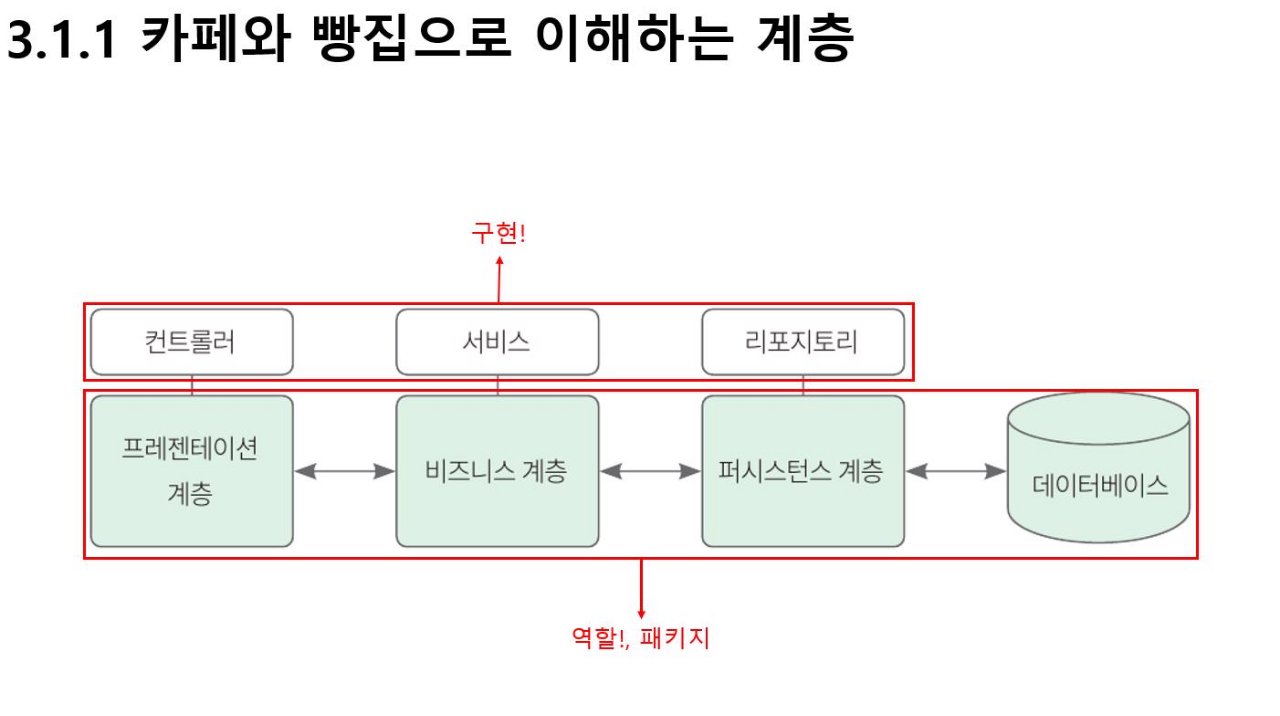 3.1.1 카페와 빵집으로 이해하는 계층
구현!
컨트롤러
서비스
리포지토리
프레젠테이션
계층
비즈니스 계층
퍼시스턴스 계층
데이터베이스
역할!, 패키지